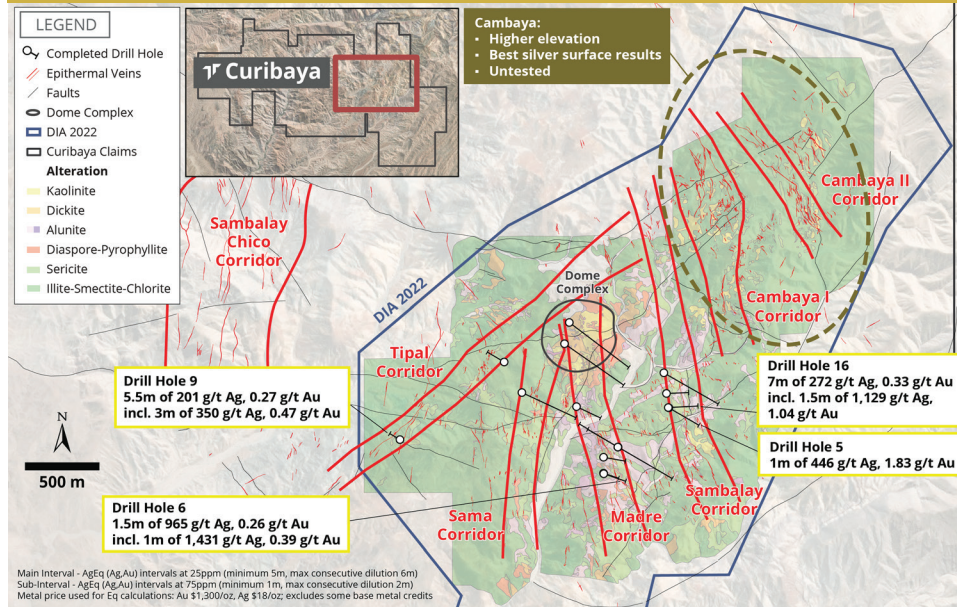 LEGEND
Completed Drill Hole
Epithermal Veins
Faults
Dome Complex
DIA 2022
Curibaya Claims
Alteration
Kaolinite
Dickite
Alunite
Diaspore-Pyrophyllite
Sericite
Illite-Smectite-Chlorite
Curibaya
Cambaya:
▪ Higher elevation
▪ Best silver surface results
▪ Untested
Cambaya II
Corridor
Sambalay
Chico
Corridor
Dome
Complex
DIA 2022
Cambaya I
Corridor
Tipal
Corridor
Drill Hole 9
5.5m of 201 g/t Ag, 0.27 g/t Au
incl. 3m of 350 g/t Ag, 0.47 g/t Au
Drill Hole 16
7m of 272 g/t Ag, 0.33 g/t Au
incl. 1.5m of 1,129 g/t Ag,
1.04 g/t Au
Drill Hole 5
1m of 446 g/t Ag, 1.83 g/t Au
N
500 m
Drill Hole 6
1.5m of 965 g/t Ag, 0.26 g/t Au
incl. 1m of 1,431 g/t Ag, 0.39 g/t Au
Sama
Corridor
Madre
Corridor
Sambalay
Corridor
Main Interval - AgEq (Ag,Au) intervals at 25ppm (minimum 5m, max consecutive dilution 6m)
Sub-Interval - AgEq (Ag,Au) intervals at 75ppm (minimum 1m, max consecutive dilution 2m)
Metal price used for Eq calculations: Au $1,300/oz, Ag $18/oz; excludes some base metal credits